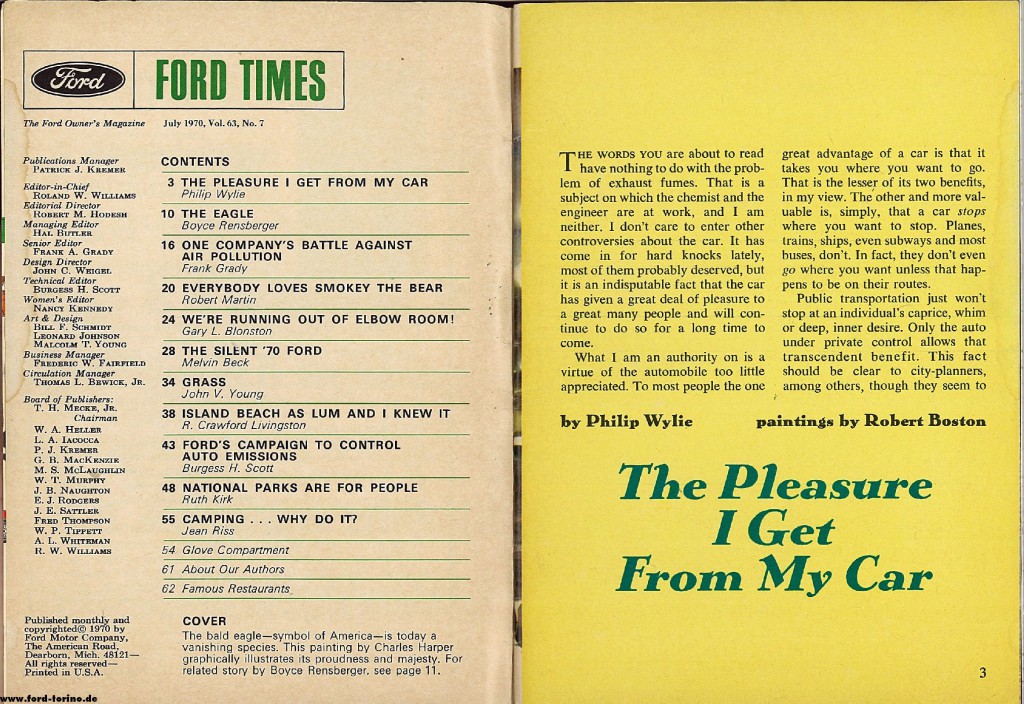 Ford
FORD TIMES
The Ford Owner's Magazine July 1970, Vol. 63, No. 7
Publications Manager
PATRICK J. KREMER
Editor-in-Chief
ROLAND W. WILLIAMS
Editorial Director
ROBERT M. HODESH
Managing Editor
HAL BUTLER
Senior Editor
FRANK A. GRADY
Design Director
JOHN C. WEIGEL
Technical Editor
BURGESS H. SCOTT
Women's Editor
NANCY KENNEDY
Art & Design
BILL F. SCHMIDT
LEONARD JOHNSON
MALCOLM T. YOUNG
Business Manager
FREDERIC W. FAIRFIELD
Circulation Manager
THOMAS L. BEWICK, JR.
Board of Publishers:
T. H. MECKE, JR.
Chairman
W. A. HELLER
L. A. IACOCCA
P. J. KREMER
G. B. MACKENZIE
M. S. MCLAUGHLIN
W. T. MURPHY
J. B. NAUGHTON
E. J. RODGERS
J. E. SATTLER
FRED THOMPSON
W. P. TIPPETT
A. L. WHITEMAN
R. W. WILLIAMS
Published monthly and
copyrighted© 1970 by
Ford Motor Company,
The American Road,
Dearborn, Mich. 48121—
All rights reserved—
Printed in U.S.A.
CONTENTS
3 THE PLEASURE I GET FROM MY CAR
Philip Wylie
10 THE EAGLE
Boyce Rensberger
16 ONE COMPANY'S BATTLE AGAINST
AIR POLLUTION
Frank Grady
20 EVERYBODY LOVES SMOKEY THE BEAR
Robert Martin
24 WE'RE RUNNING OUT OF ELBOW ROOM!
Gary L. Blonston
28 THE SILENT '70 FORD
Melvin Beck
34 GRASS
John V. Young
38 ISLAND BEACH AS LUM AND I KNEW IT
R. Crawford Livingston
43 FORD'S CAMPAIGN TO CONTROL
AUTO EMISSIONS
Burgess H. Scott
48 NATIONAL PARKS ARE FOR PEOPLE
Ruth Kirk
55 CAMPING . . . WHY DO IT?
Jean Riss
54 Glove Compartment
61 About Our Authors
62 Famous Restaurants
COVER
The bald eagle—symbol of America—is today a
vanishing species. This painting by Charles Harper
graphically illustrates its proudness and majesty. For
related story by Boyce Rensberger, see page 11.
www.ford-torino.de
THE WORDS YOU are about to read
have nothing to do with the prob-
lem of exhaust fumes. That is a
subject on which the chemist and the
engineer are at work, and I am
neither. I don't care to enter other
controversies about the car. It has
come in for hard knocks lately,
most of them probably deserved, but
it is an indisputable fact that the car
has given a great deal of pleasure to
a great many people and will con-
tinue to do so for a long time to
come.
What I am an authority on is a
virtue of the automobile too little
appreciated. To most people the one
great advantage of a car is that it
takes you where you want to go.
That is the lesser of its two benefits,
in my view. The other and more val-
uable is, simply, that a car stops
where you want to stop. Planes,
trains, ships, even subways and most
buses, don't. In fact, they don't even
go where you want unless that hap-
pens to be on their routes.
Public transportation just won't
stop at an individual's caprice, whim
or deep, inner desire. Only the auto
under private control allows that
transcendent benefit. This fact
should be clear to city-planners,
among others, though they seem to
by Philip Wylie paintings by Robert Boston
The Pleasure
I Get
From My Car
3